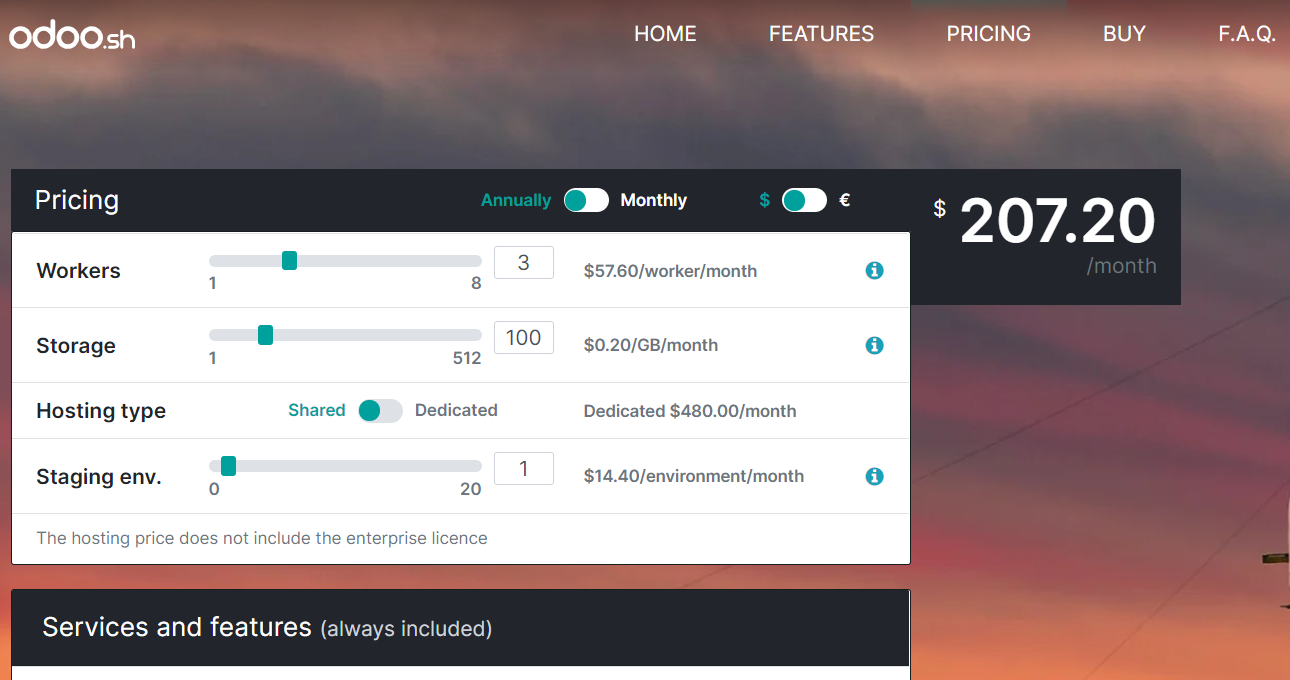 odoo.sh HOME FEATURES PRICING BUY F.A.Q.
Pricing Annually Monthly $ € $ 207.20
/month
Workers 3 $57.60/worker/month
1 8
Storage 100 $0.20/GB/month
1 512
Hosting type Shared Dedicated Dedicated $480.00/month
Staging env. 1 $14.40/environment/month
0 20
The hosting price does not include the enterprise licence
Services and features (always included)